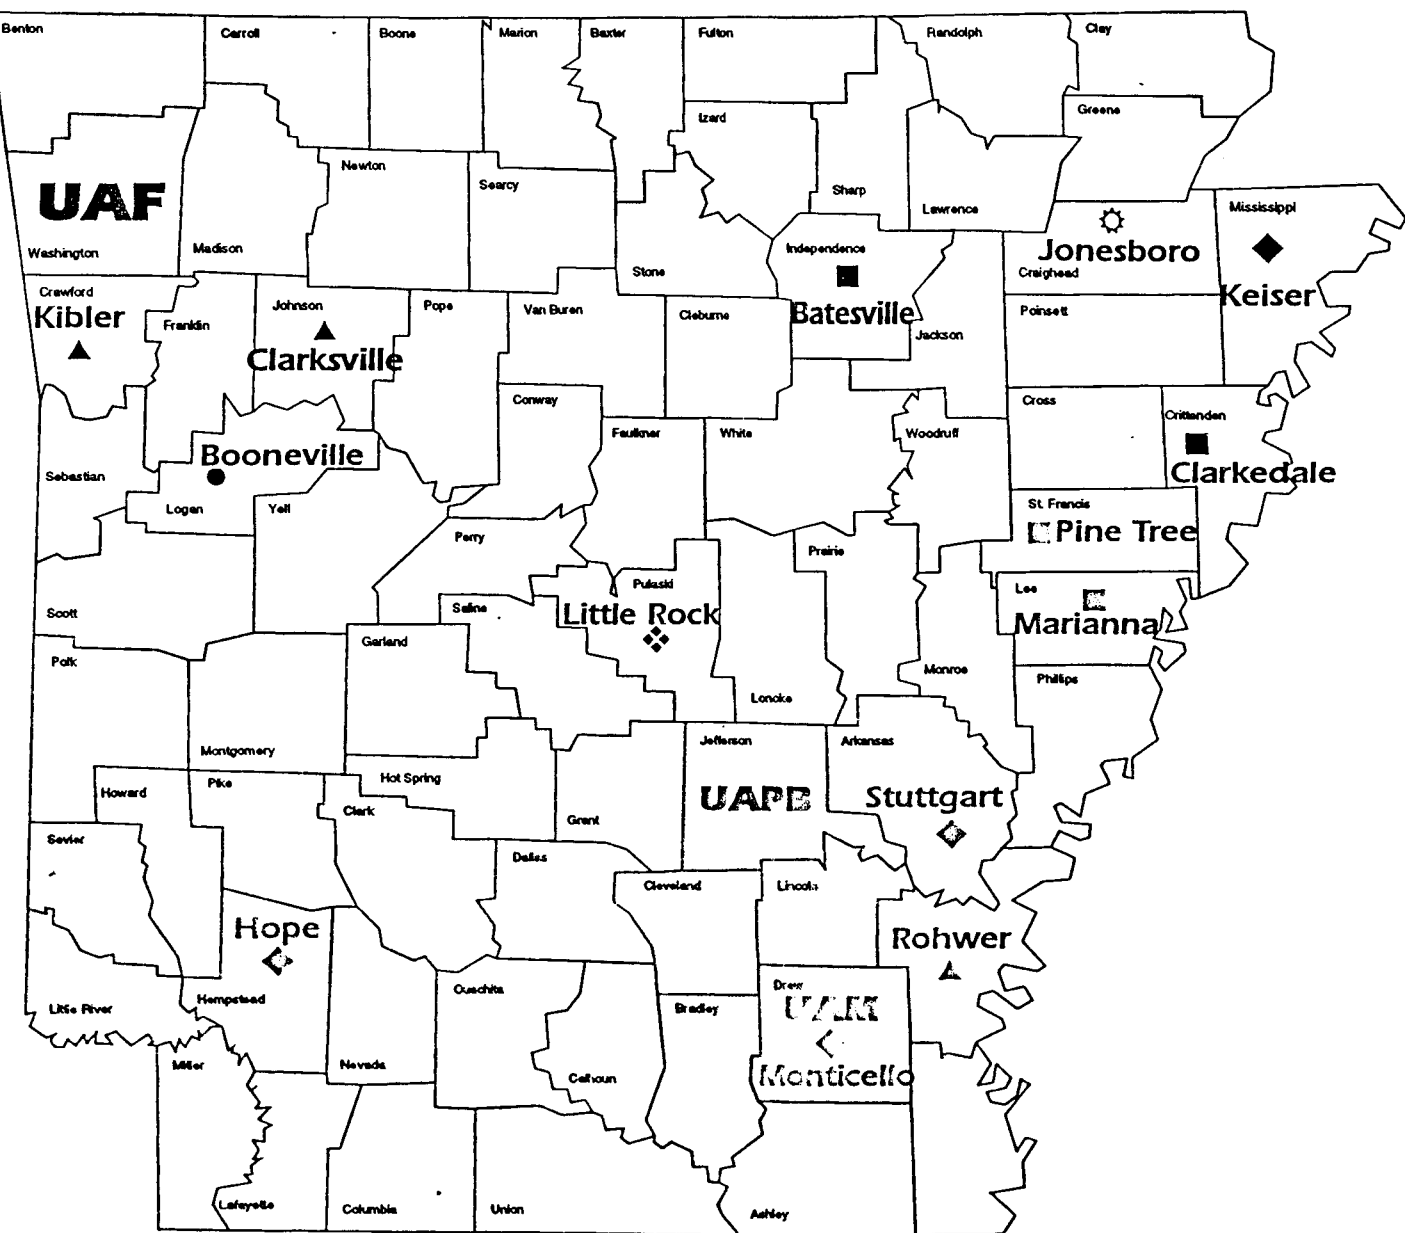 Benton
Carroll
Boone
Marion
Baxter
Fulton
Randolph
Clay
Greene
Izard
Newton
Searcy
Sharp
Lawrence
UAF
Washington
Madison
Stone
Independence
Batesville
Jonesboro
Craighead
Mississippi
Keiser
Crawford
Kibler
Franklin
Johnson
Clarksville
Pope
Van Buren
Cleburne
Jackson
Poinsett
Conway
Cross
Crittenden
Clarkedale
Faulkner
White
Woodruff
Booneville
Sebastian
Logan
Yell
St. Francis
Pine Tree
Perry
Prairie
Pulaski
Little Rock
Lee
Marianna
Scott
Saline
Garland
Polk
Lonoke
Monroe
Phillips
Montgomery
Jefferson
UAPB
Arkansas
Stuttgart
Howard
Pike
Hot Spring
Clark
Grant
Sevier
Dallas
Cleveland
Lincoln
Hope
Rohwer
Little River
Hempstead
Ouachita
Bradley
Drew
UAM
Monticello
Miller
Nevada
Calhoun
Lafayette
Columbia
Union
Ashley